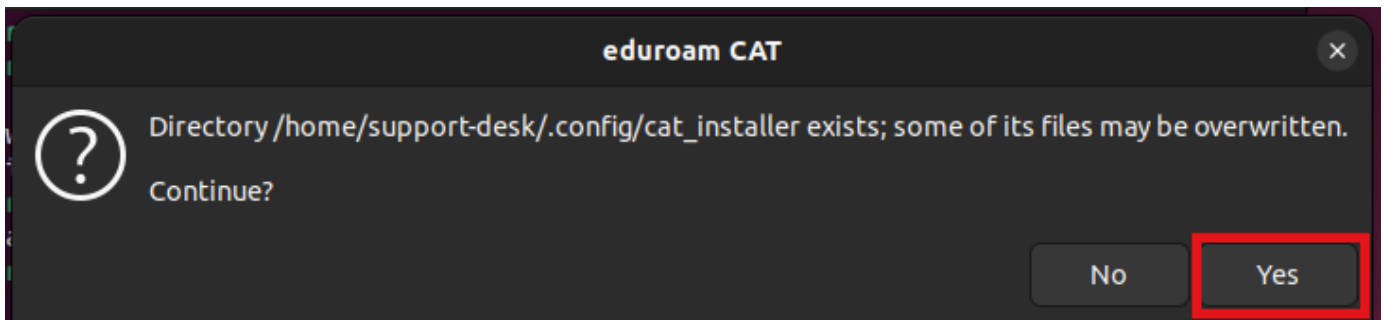 eduroam CAT
Directory /home/support-desk/.config/cat_installer exists; some of its files may be overwritten.
Continue?
No
Yes